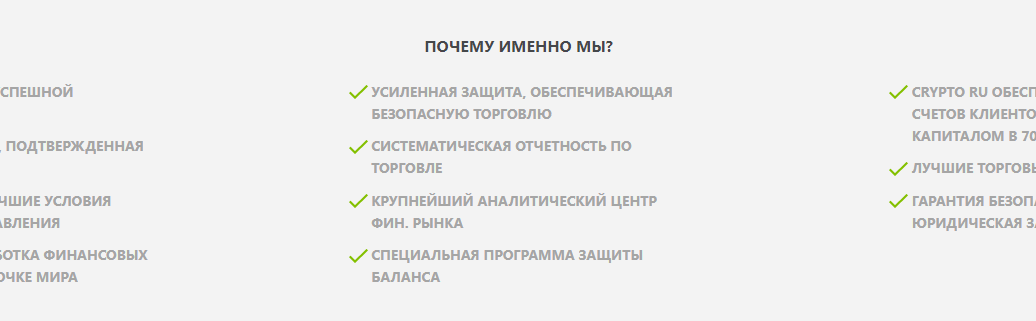 ПОЧЕМУ ИМЕННО МЫ?
СПЕШНОЙ
, ПОДТВЕРЖДЕННАЯ
ЧШИЕ УСЛОВИЯ
АВЛЕНИЯ
БОТКА ФИНАНСОВЫХ
ОЧКЕ МИРА
УСИЛЕННАЯ ЗАЩИТА, ОБЕСПЕЧИВАЮЩАЯ
БЕЗОПАСНУЮ ТОРГОВЛЮ
СИСТЕМАТИЧЕСКАЯ ОТЧЕТНОСТЬ ПО
ТОРГОВЛЕ
КРУПНЕЙШИЙ АНАЛИТИЧЕСКИЙ ЦЕНТР
ФИН. РЫНКА
СПЕЦИАЛЬНАЯ ПРОГРАММА ЗАЩИТЫ
БАЛАНСА
CRYPTO RU ОБЕСП
СЧЕТОВ КЛИЕНТО
КАПИТАЛОМ В 70
ЛУЧШИЕ ТОРГОВЫ
ГАРАНТИЯ БЕЗОПА
ЮРИДИЧЕСКАЯ ЗА